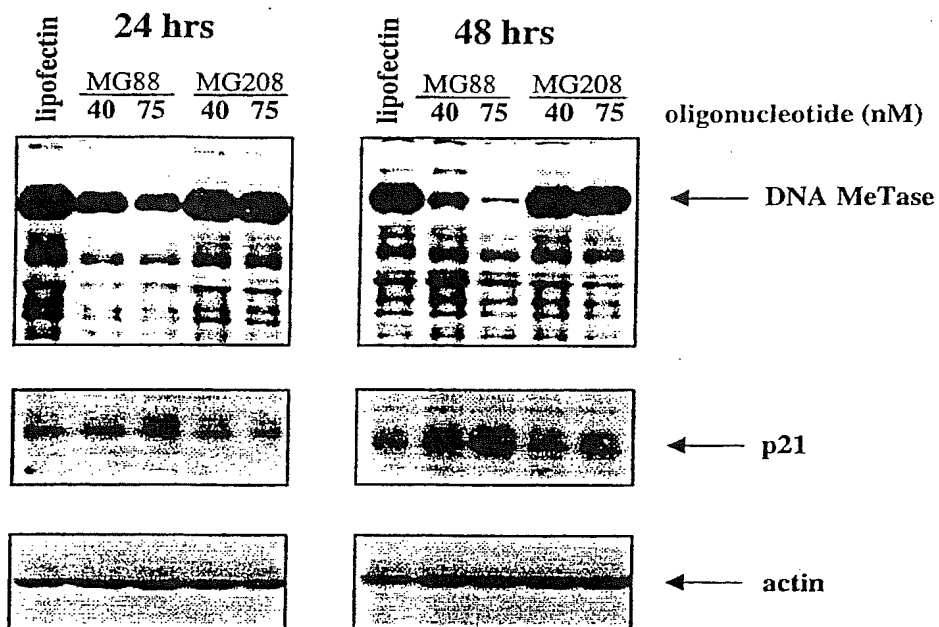 24 hrs
48 hrs
lipofectin
MG88
MG208
40
75
40
75
lipofectin
MG88
MG208
40
75
40
75
oligonucleotide (nM)
DNA MeTase
p21
actin